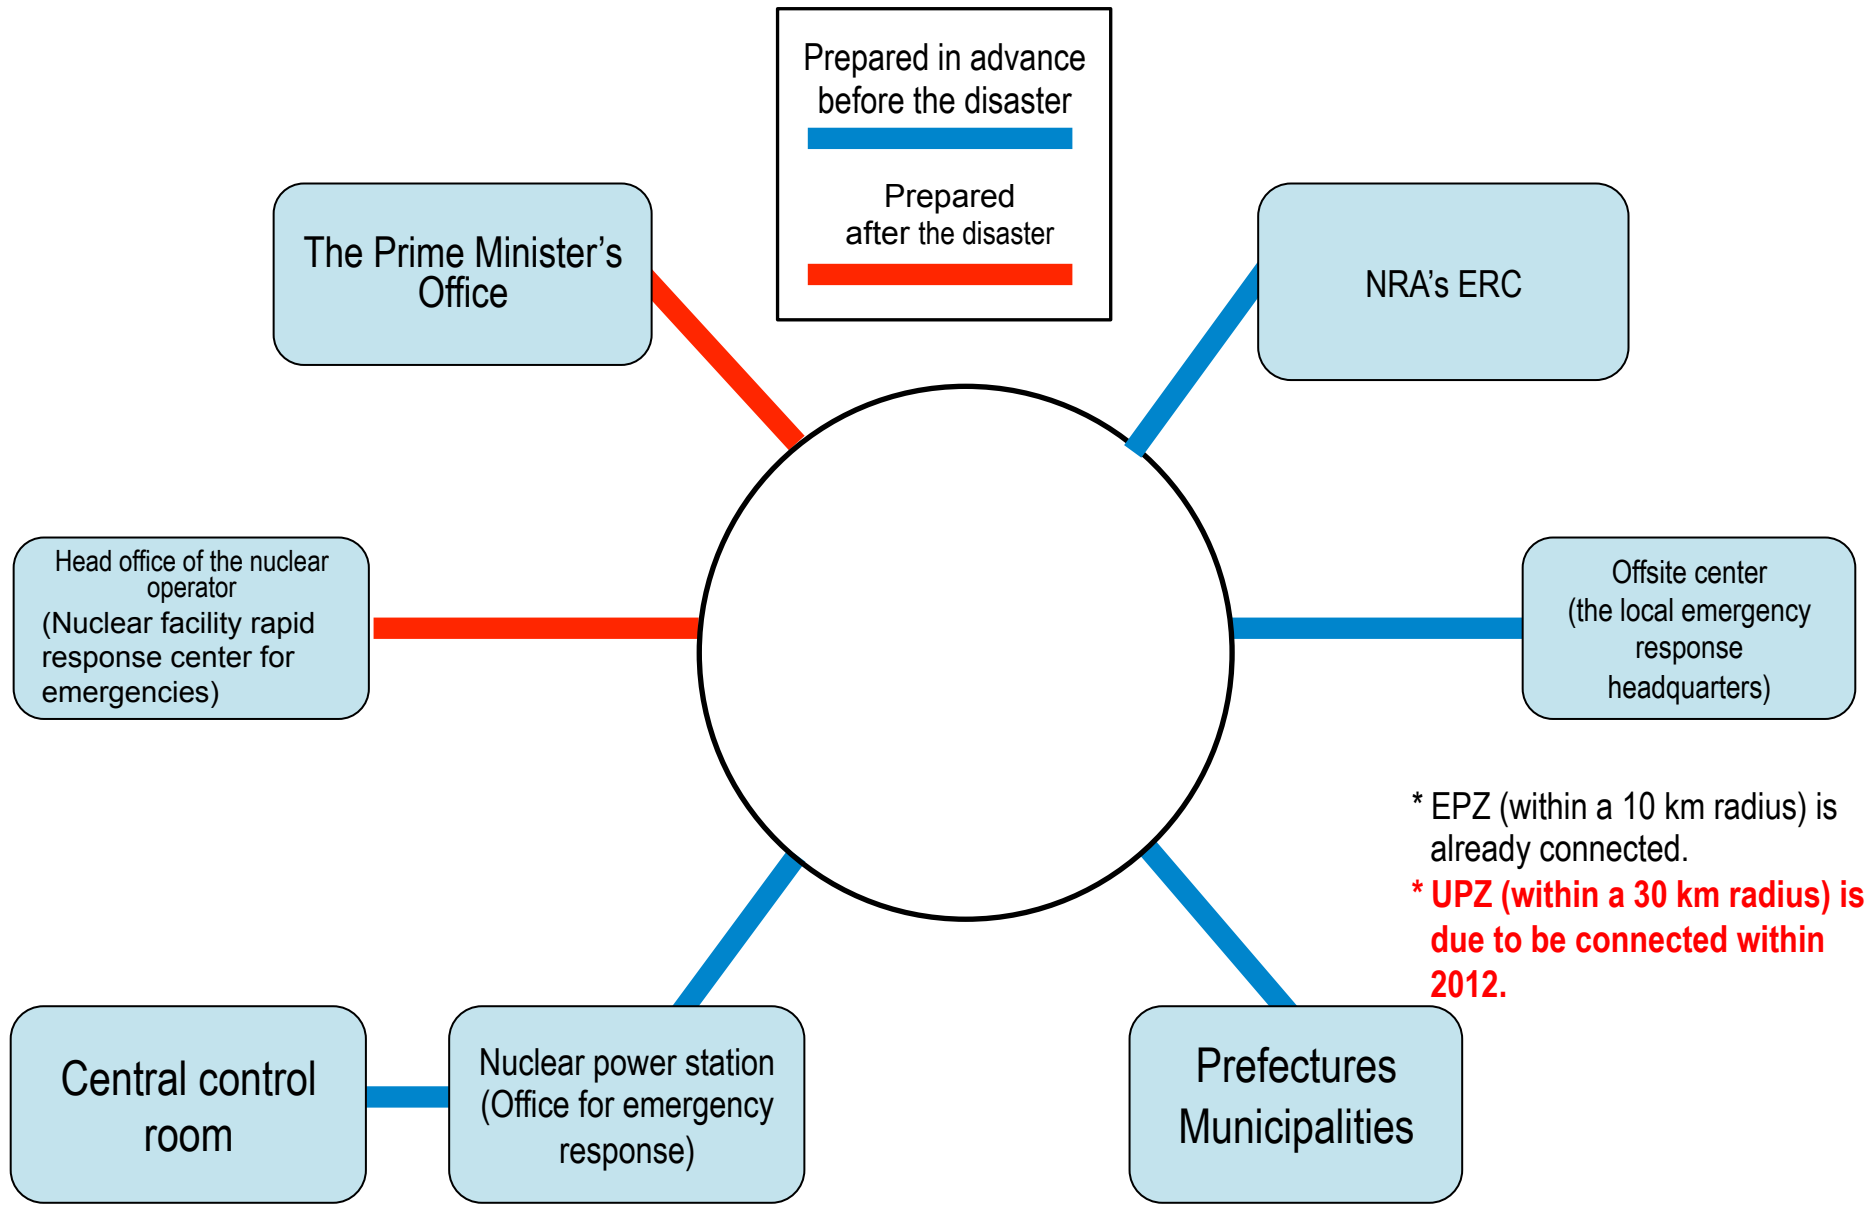 Prepared in advance
before the disaster
Prepared
after the disaster
The Prime Minister’s
Office
NRA’s ERC
Head office of the nuclear
operator
(Nuclear facility rapid
response center for
emergencies)
Offsite center
(the local emergency
response
headquarters)
* EPZ (within a 10 km radius) is
already connected.
* UPZ (within a 30 km radius) is
due to be connected within
2012.
Central control
room
Nuclear power station
(Office for emergency
response)
Prefectures
Municipalities